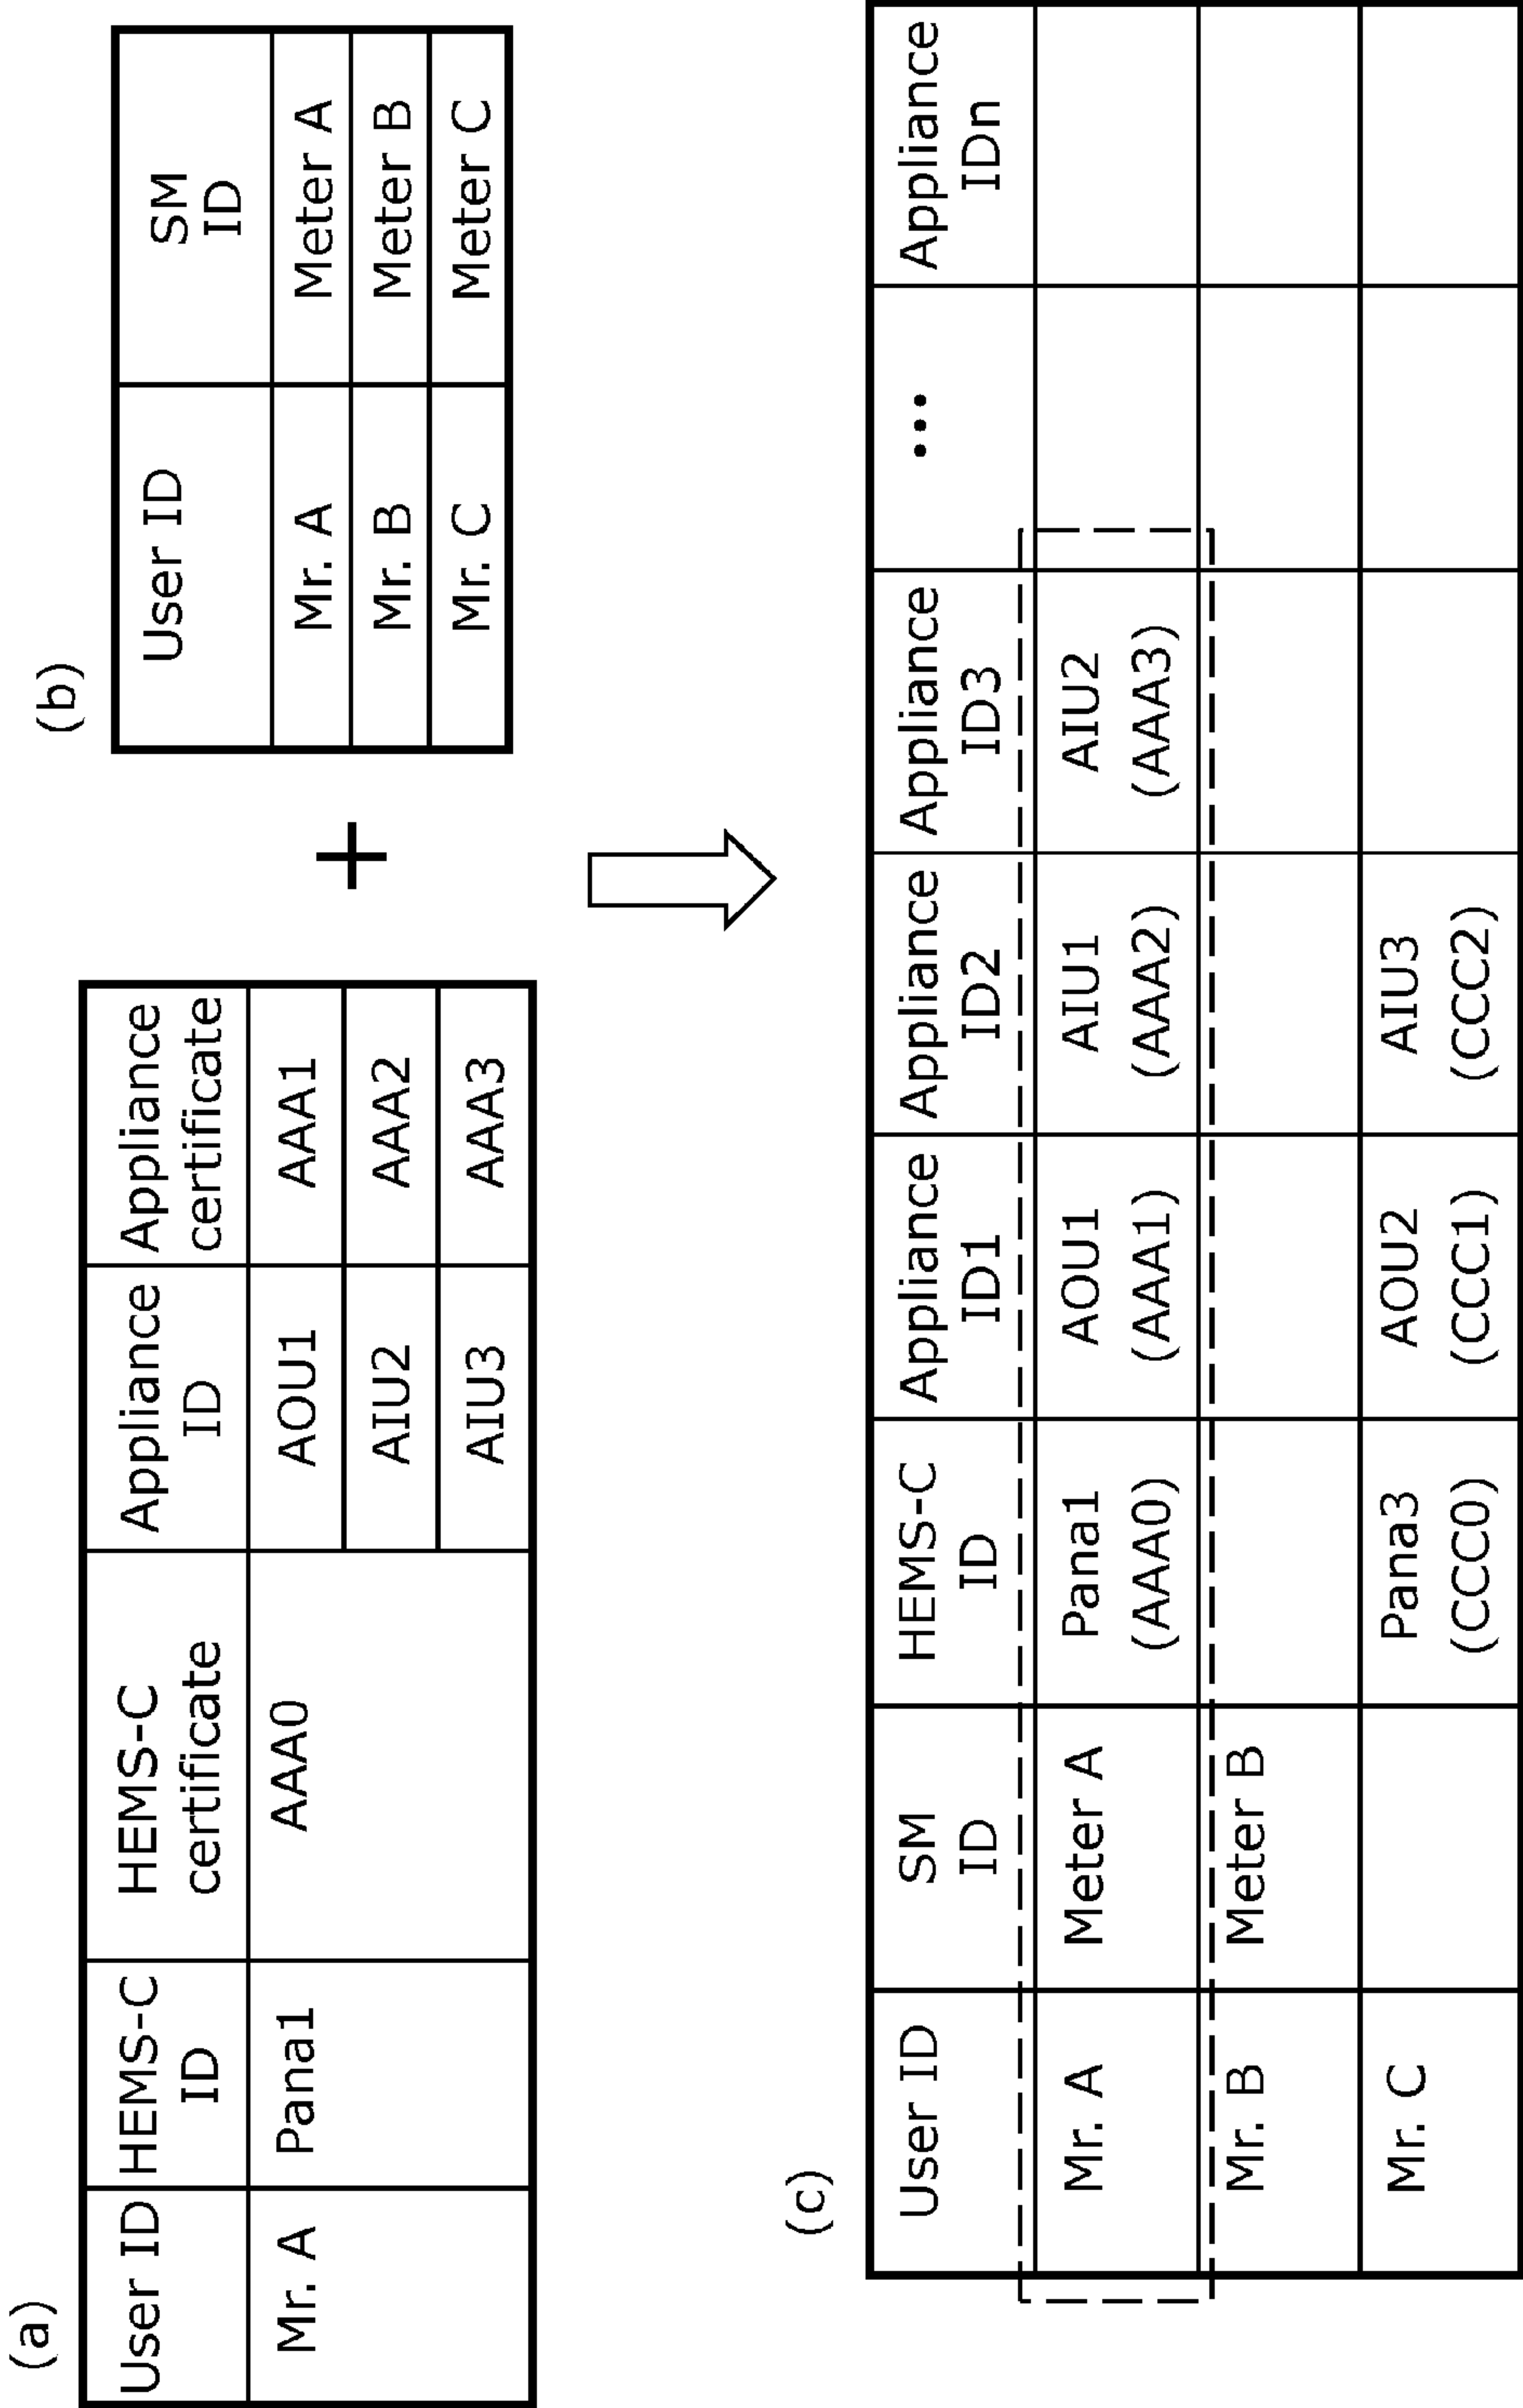 (a)
User ID
HEMS-C
ID
HEMS-C
certificate
Appliance
ID
Appliance
certificate
Mr. A
Pana1
AAA0
AOU1
AAA1
AIU2
AAA2
AIU3
AAA3
+
(b)
User ID
SM
ID
Mr. A
Meter A
Mr. B
Meter B
Mr. C
Meter C
(c)
User ID
SM
ID
HEMS-C
ID
Appliance
ID1
Appliance
ID2
Appliance
ID3
...
Appliance
IDn
Mr. A
Meter A
Pana1
(AAA0)
AOU1
(AAA1)
AIU1
(AAA2)
AIU2
(AAA3)
Mr. B
Meter B
Mr. C
Pana3
(CCC0)
AOU2
(CCC1)
AIU3
(CCC2)